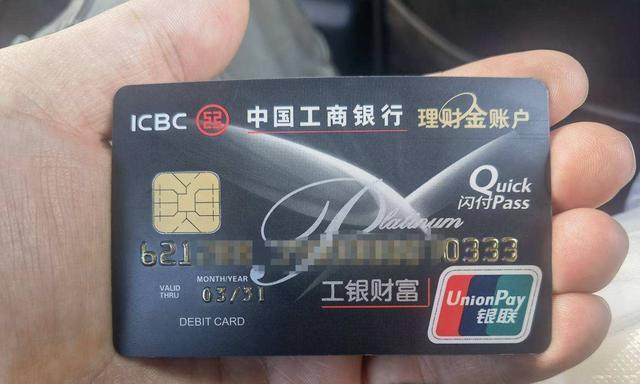 ICBC 中国工商银行 理财金账户
Quick
闪付Pass
Platinum
621 0333
MONTH/YEAR
VALID THRU 03/31
工银财富
DEBIT CARD
UnionPay
银联